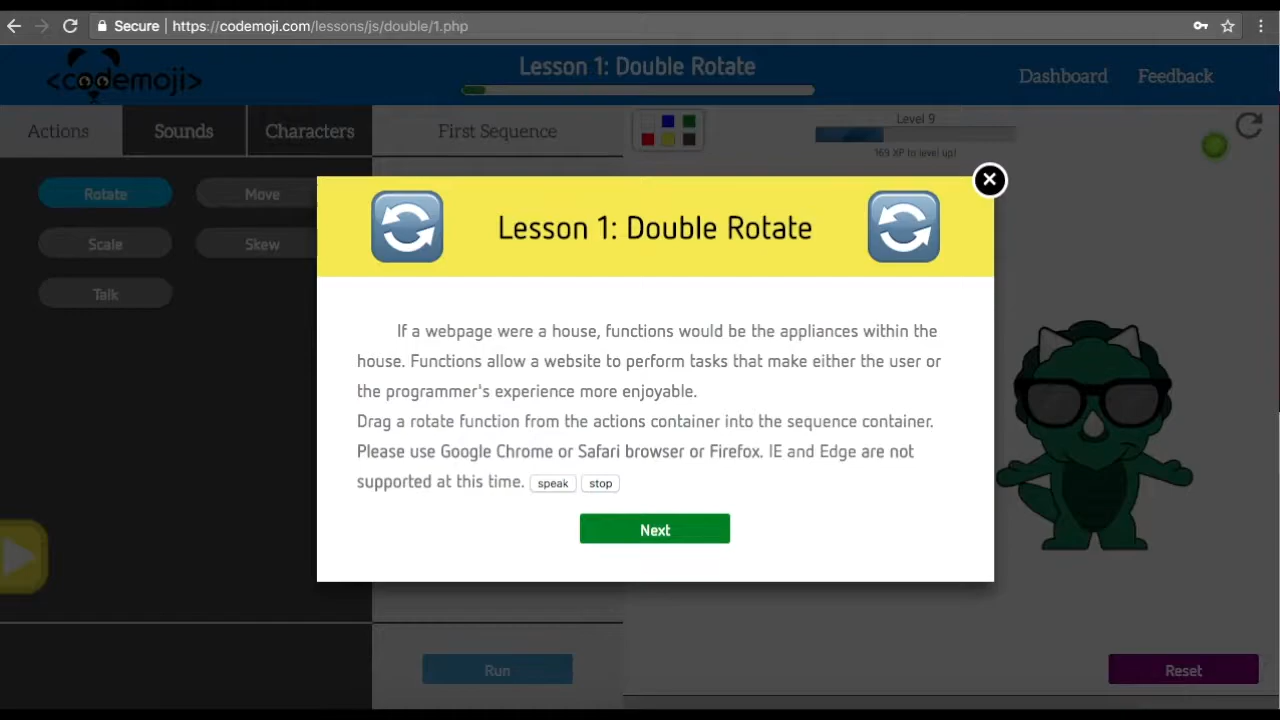 Secure | https://codemoji.com/lessons/js/double/1.php
<codemoji>
Lesson 1: Double Rotate
Dashboard
Feedback
Actions
Sounds
Characters
First Sequence
Level 9
169 XP to level up!
Rotate
Move
Scale
Skew
Talk
Lesson 1: Double Rotate
If a webpage were a house, functions would be the appliances within the
house. Functions allow a website to perform tasks that make either the user or
the programmer's experience more enjoyable.
Drag a rotate function from the actions container into the sequence container.
Please use Google Chrome or Safari browser or Firefox. IE and Edge are not
supported at this time. speak stop
Next
Run
Reset